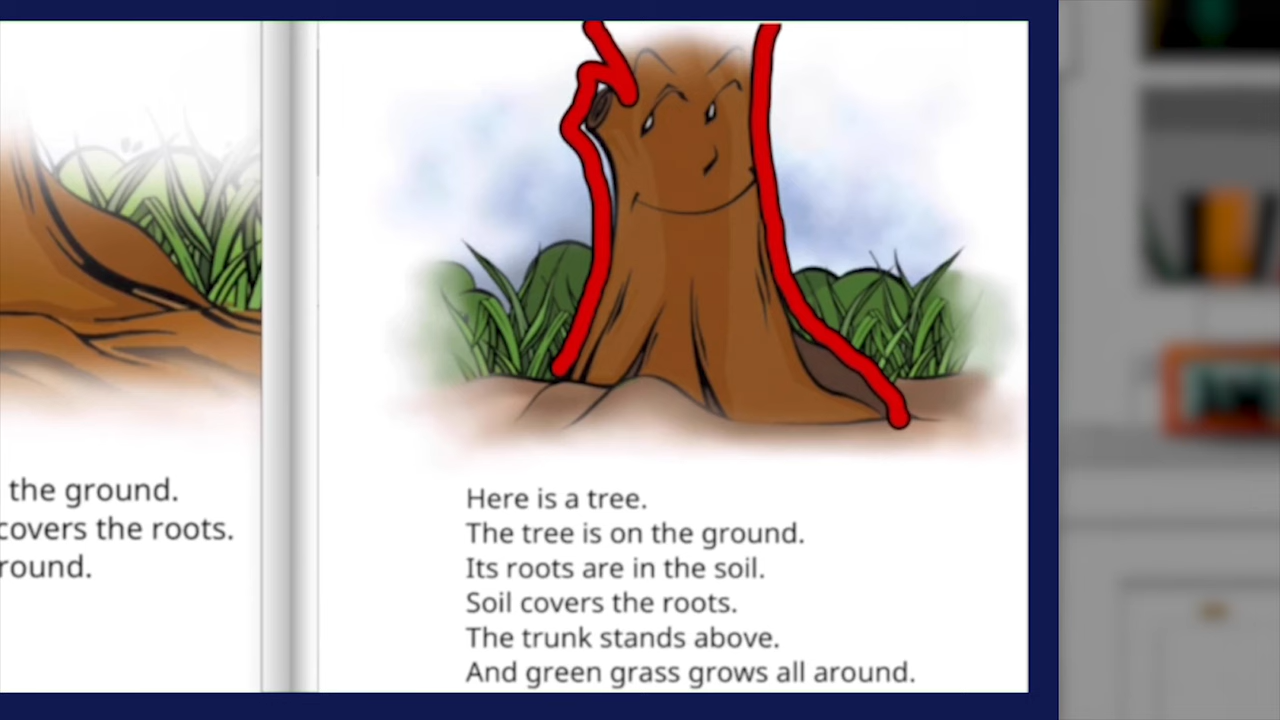 the ground.
covers the roots.
round.
Here is a tree.
The tree is on the ground.
Its roots are in the soil.
Soil covers the roots.
The trunk stands above.
And green grass grows all around.